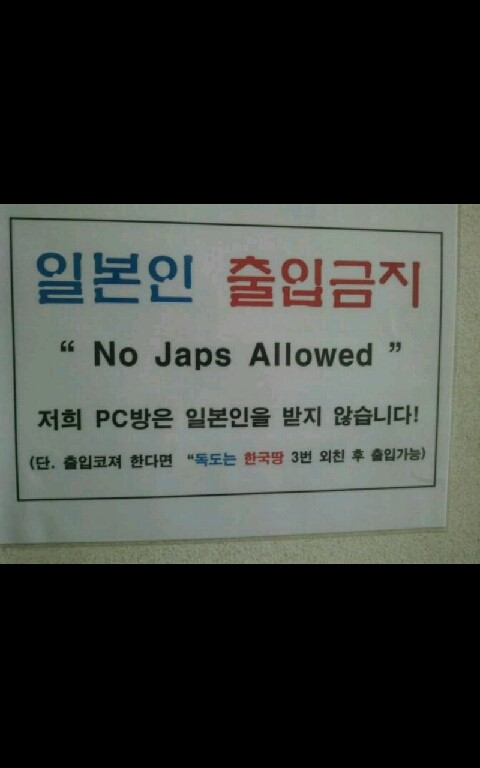 일본인 출입금지
“ No Japs Allowed ”
저희 PC방은 일본인을 받지 않습니다!
(단. 출입코져 한다면 “독도는 한국땅 3번 외친 후 출입가능)